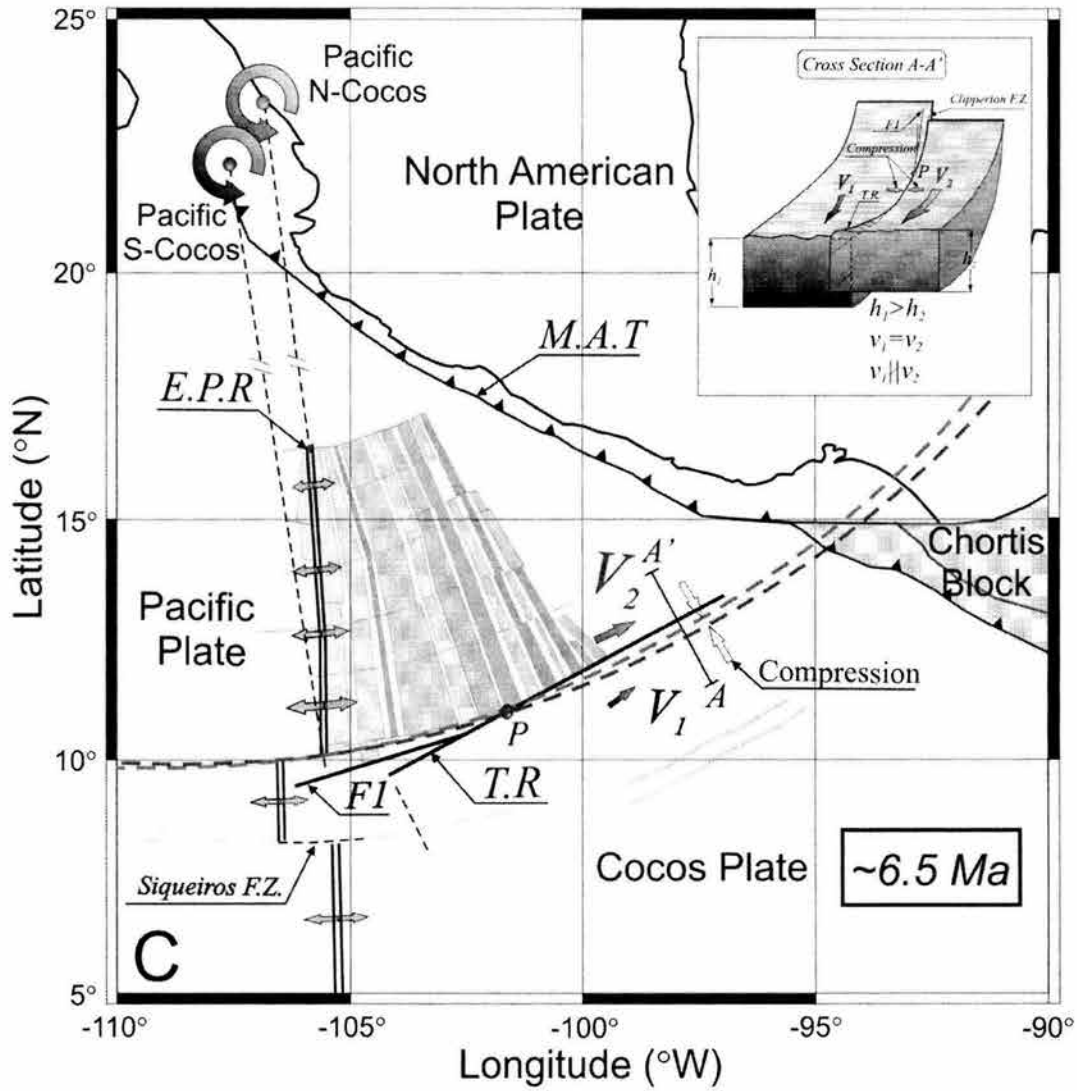 25°
20°
15°
10°
5°
Latitude (°N)
-110°
-105°
-100°
-95°
-90°
Longitude (°W)
Pacific
N-Cocos
Pacific
S-Cocos
North American
Plate
E.P.R
M.A.T
Pacific
Plate
Chortis
Block
V2
A'
A
V1
Compression
P
F1
T.R
Siqueiros F.Z.
Cocos Plate
~6.5 Ma
C
Cross Section A-A'
Clipperton F.Z.
F1
Compression
P
V1
V2
T.R.
h1
h
h1>h2
v1=v2
v1||v2